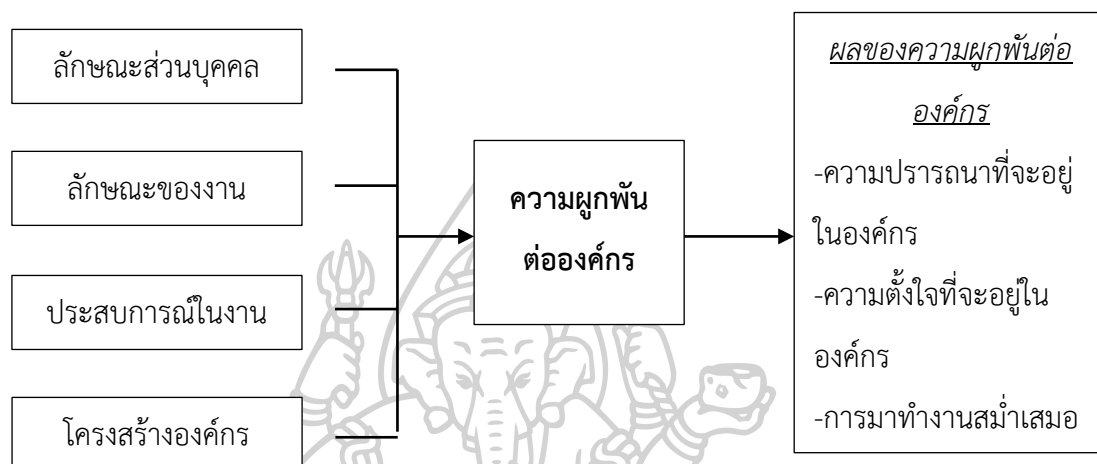 ลักษณะส่วนบุคคล
ลักษณะของงาน
ประสบการณ์ในงาน
โครงสร้างองค์กร
ความผูกพัน
ต่อองค์กร
ผลของความผูกพันต่อ
องค์กร
-ความปรารถนาที่จะอยู่
ในองค์กร
-ความตั้งใจที่จะอยู่ใน
องค์กร
-การมาทำงานสม่ำเสมอ